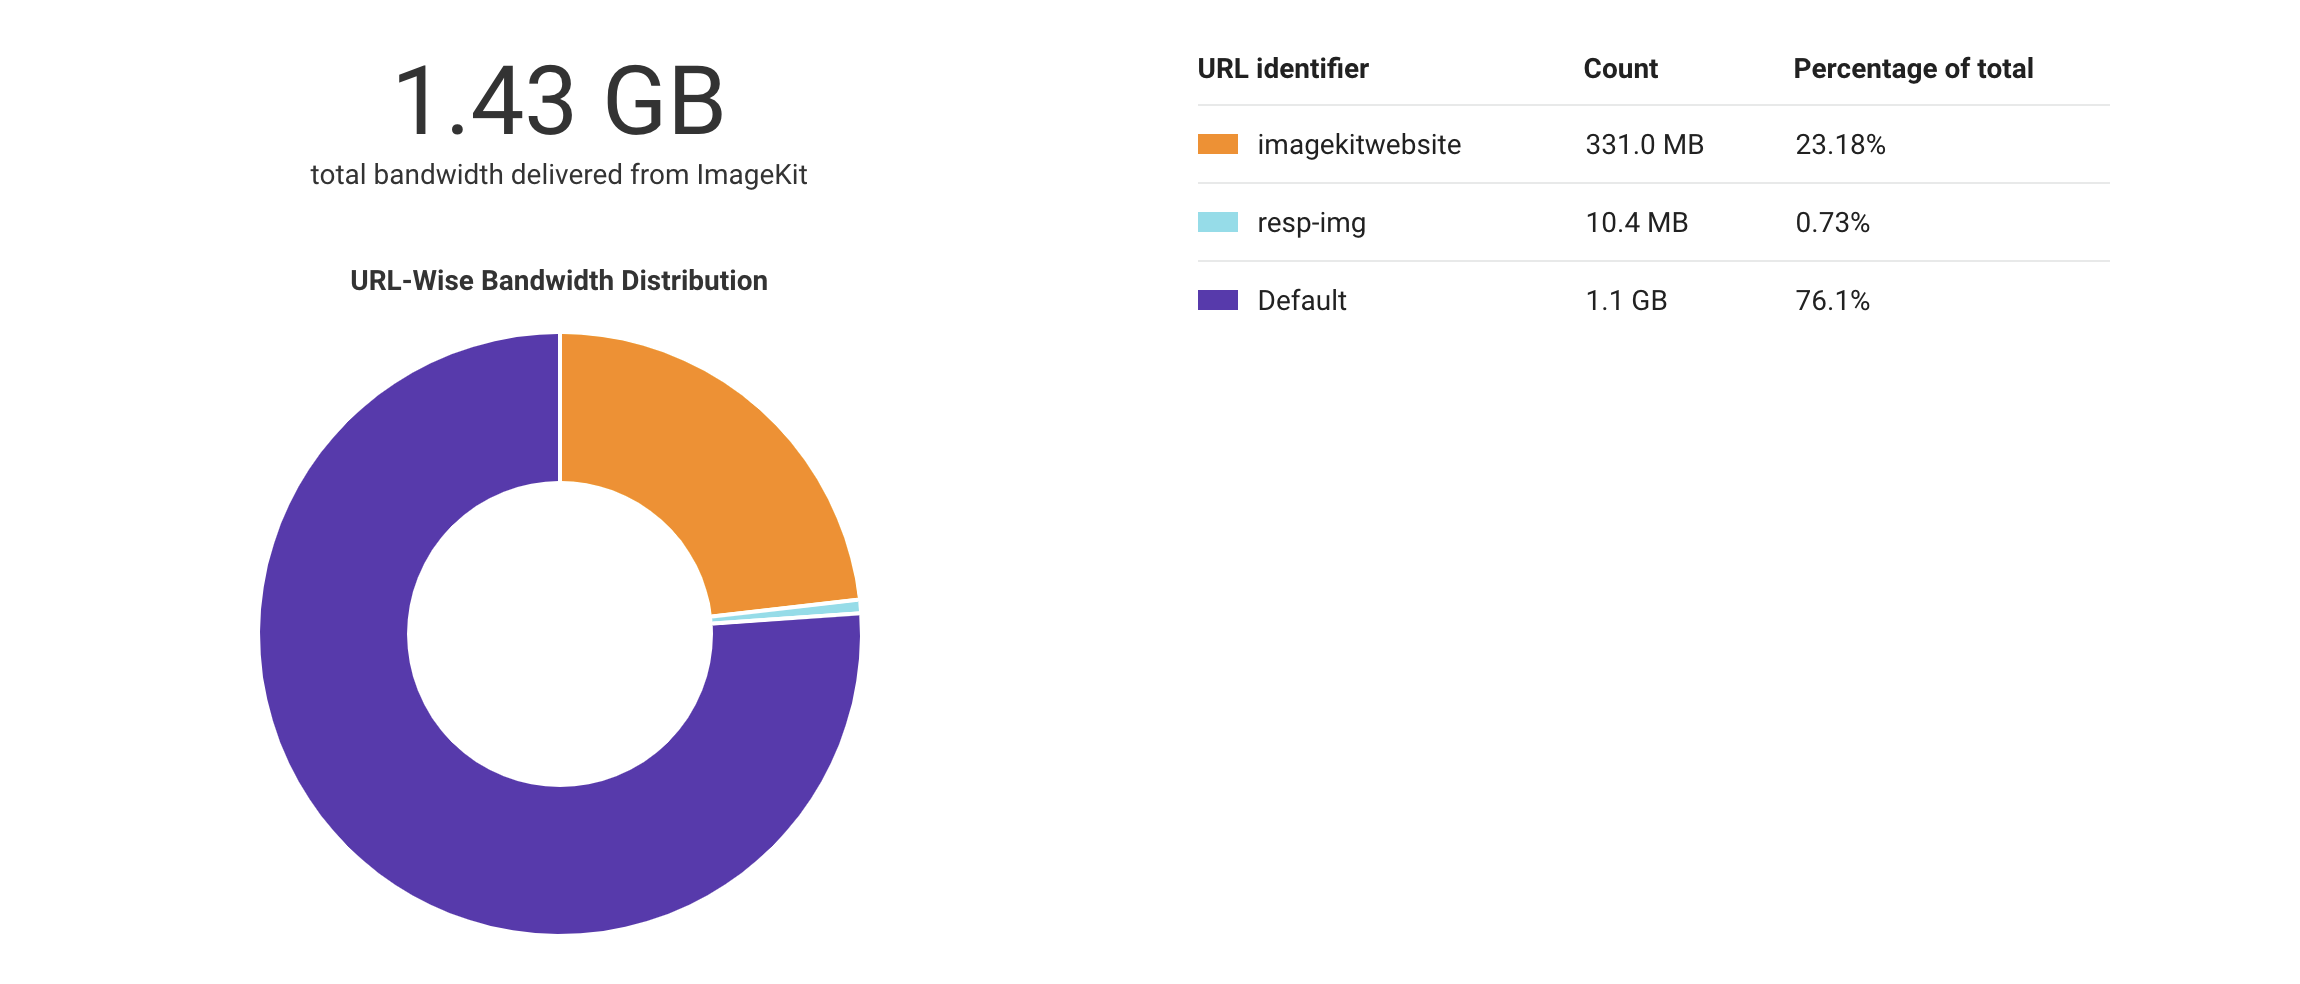 1.43 GB
total bandwidth delivered from ImageKit
URL-Wise Bandwidth Distribution
URL identifier Count Percentage of total
imagekitwebsite 331.0 MB 23.18%
resp-img 10.4 MB 0.73%
Default 1.1 GB 76.1%